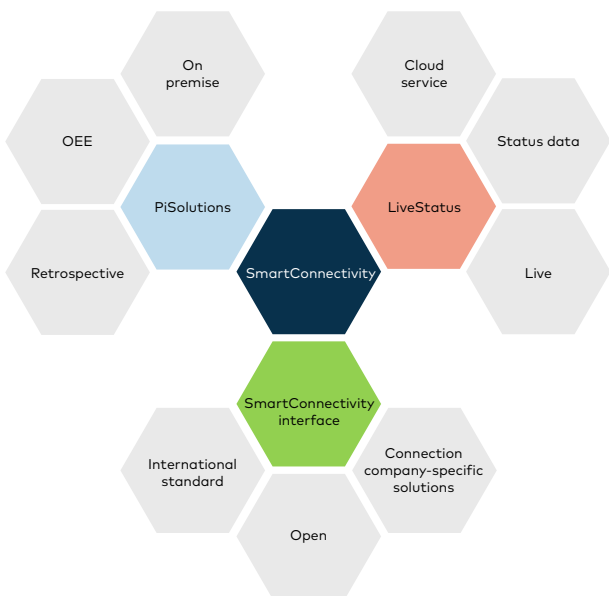 On
premise
Cloud
service
OEE
Status data
PiSolutions
LiveStatus
Retrospective
SmartConnectivity
Live
SmartConnectivity
interface
International
standard
Connection
company-specific
solutions
Open